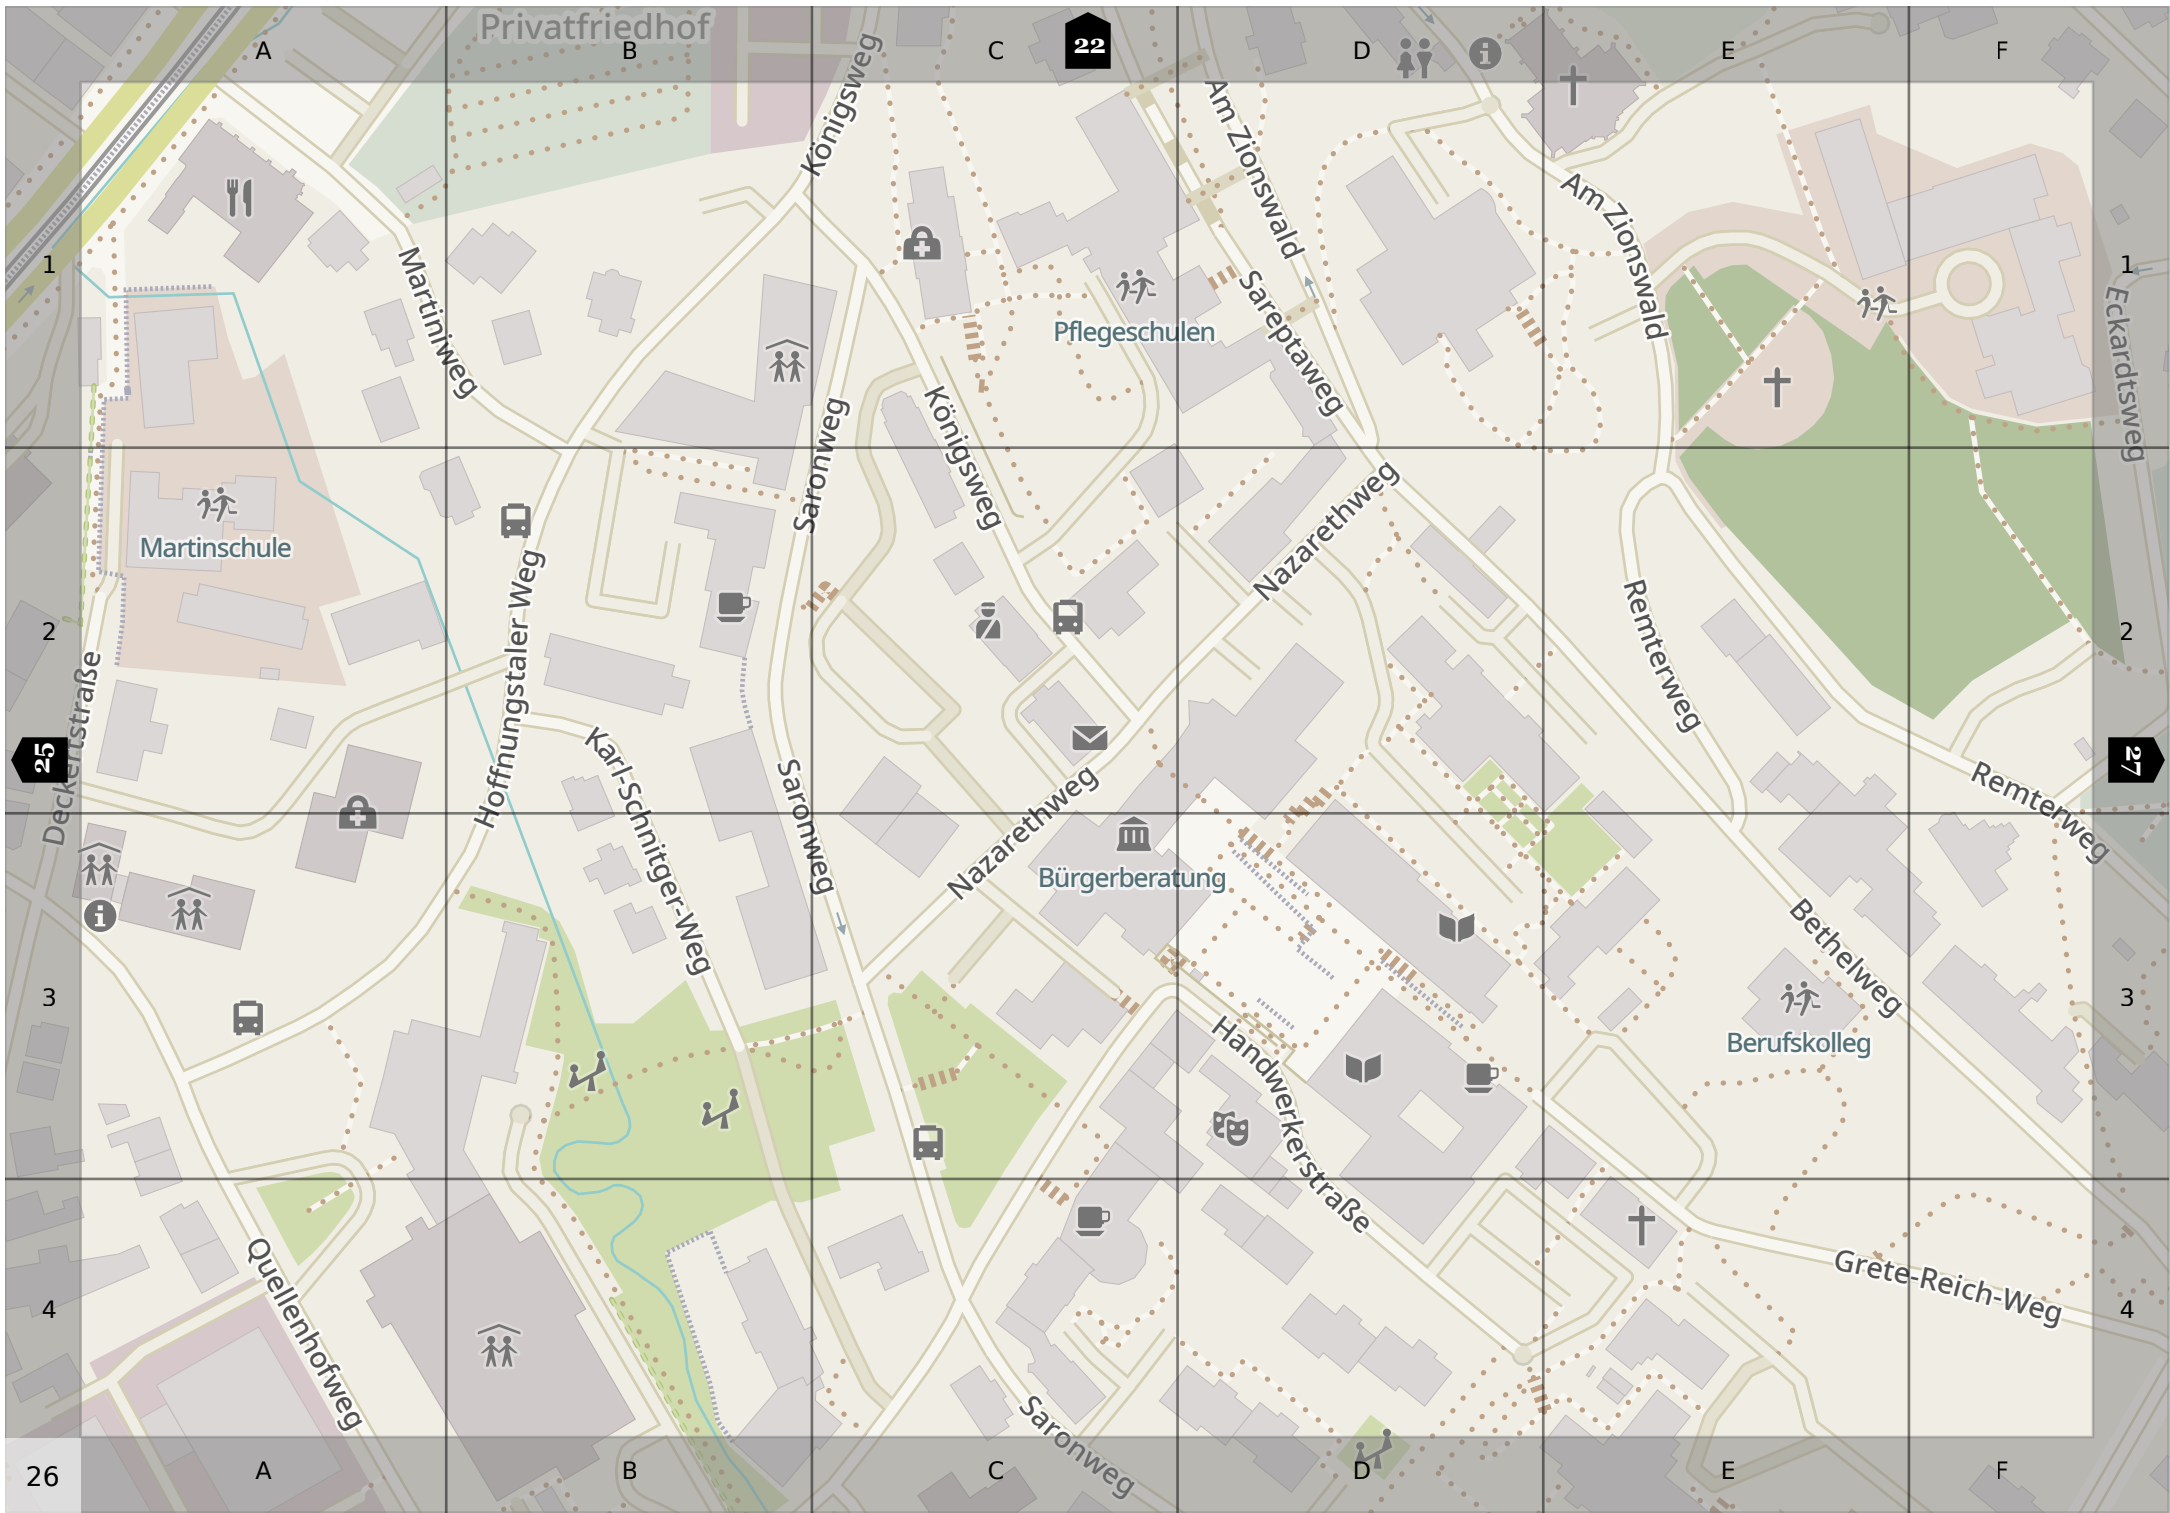 Privatfriedhof
A
B
C
22
D
E
F
Königsweg
Am Zionswald
Am Zionswald
1
1
Martiniweg
Pflegeschulen
Sareptaweg
Eckardtsweg
Königsweg
Saronweg
Martinschule
Nazarethweg
Hoffnungstaler Weg
Remterweg
2
2
Deckertstraße
25
Karl-Schnitger-Weg
Saronweg
Nazarethweg
Remterweg
27
Bürgerberatung
Bethelweg
3
3
Handwerkerstraße
Berufskolleg
Quellenhofweg
Grete-Reich-Weg
4
4
Saronweg
26
A
B
C
D
E
F